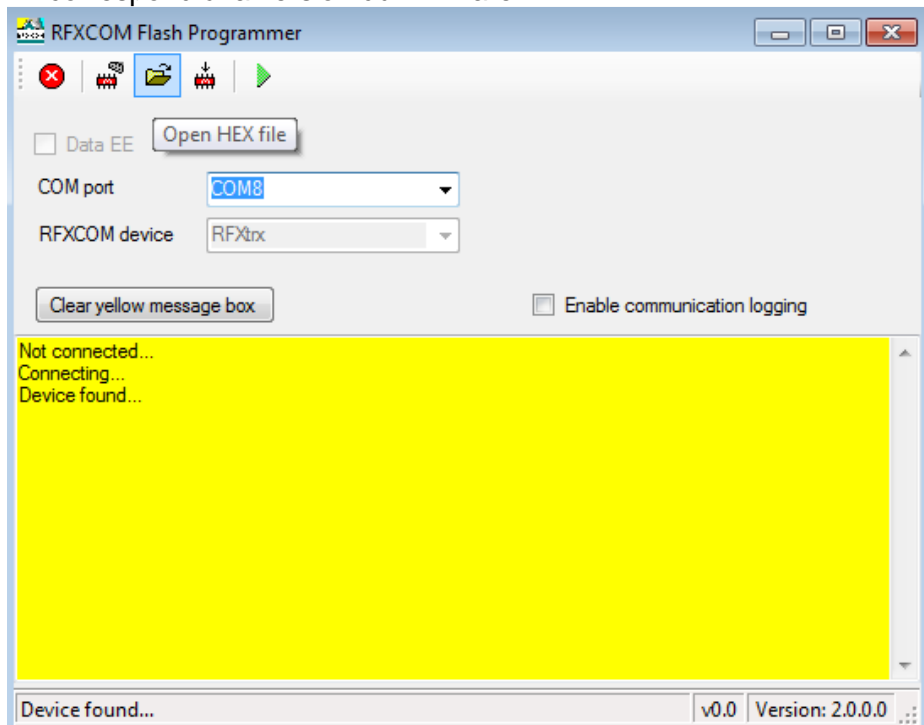 RFXCOM Flash Programmer
Data EE
Open HEX file
COM port
COM8
RFXCOM device
RFXtrx
Clear yellow message box
Enable communication logging
Not connected...
Connecting...
Device found...
Device found...
v0.0
Version: 2.0.0.0